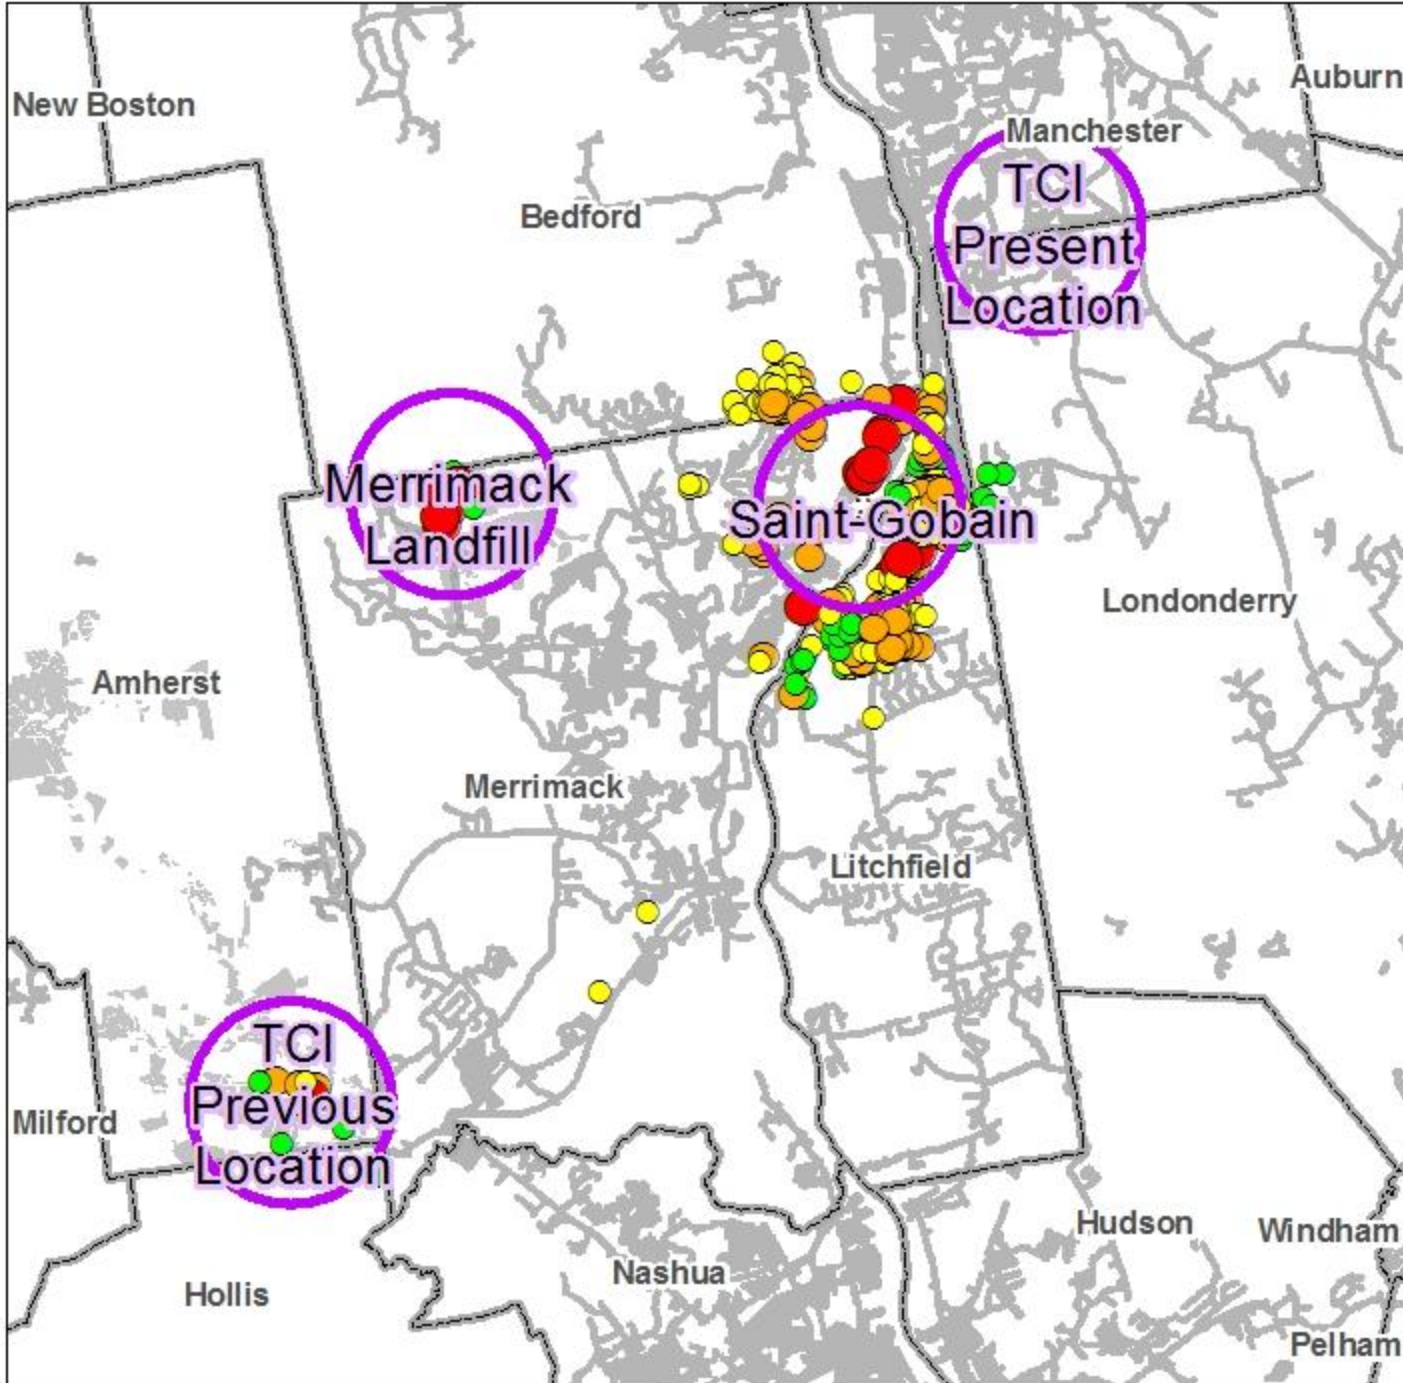 Auburn
New Boston
Manchester
TCI
Present
Location
Bedford
Merrimack
Landfill
Saint-Gobain
Londonderry
Amherst
Merrimack
Litchfield
TCI
Previous
Location
Milford
Hudson
Windham
Nashua
Hollis
Pelham